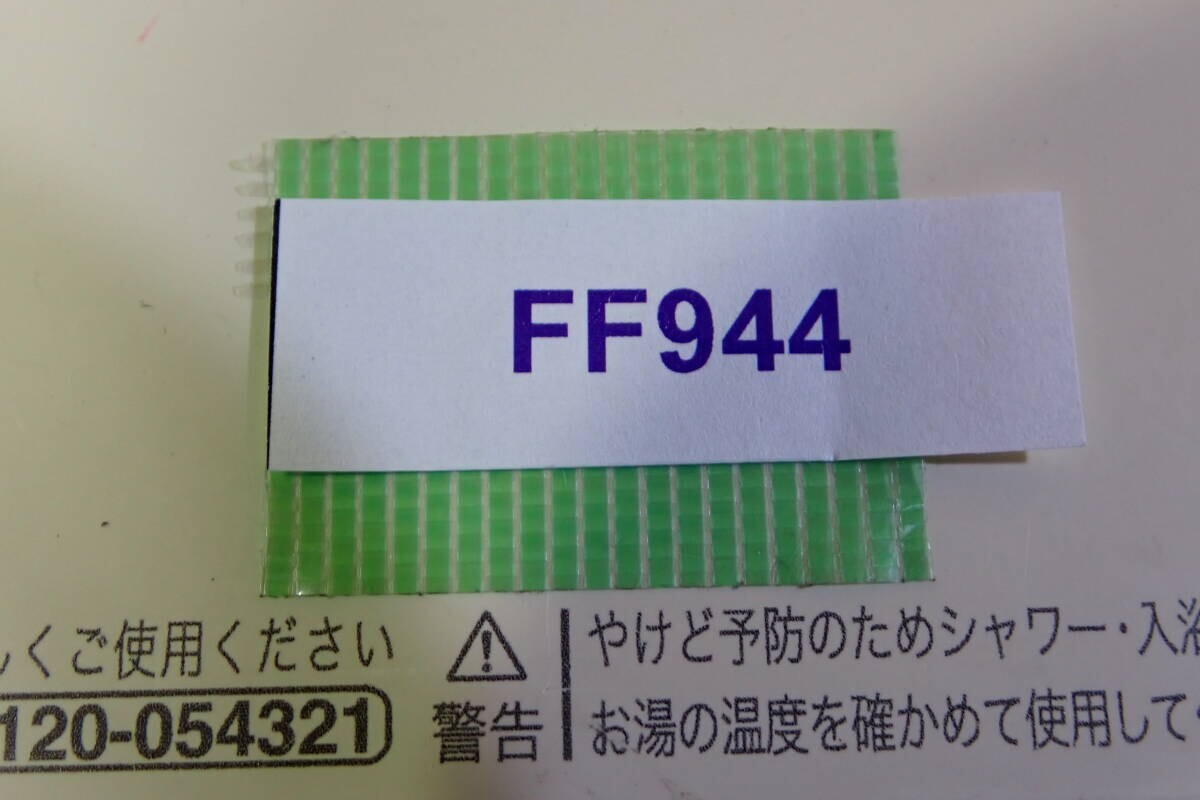 FF944
くご使用ください
120-054321
警告
やけど予防のためシャワー・入浴
お湯の温度を確かめて使用して